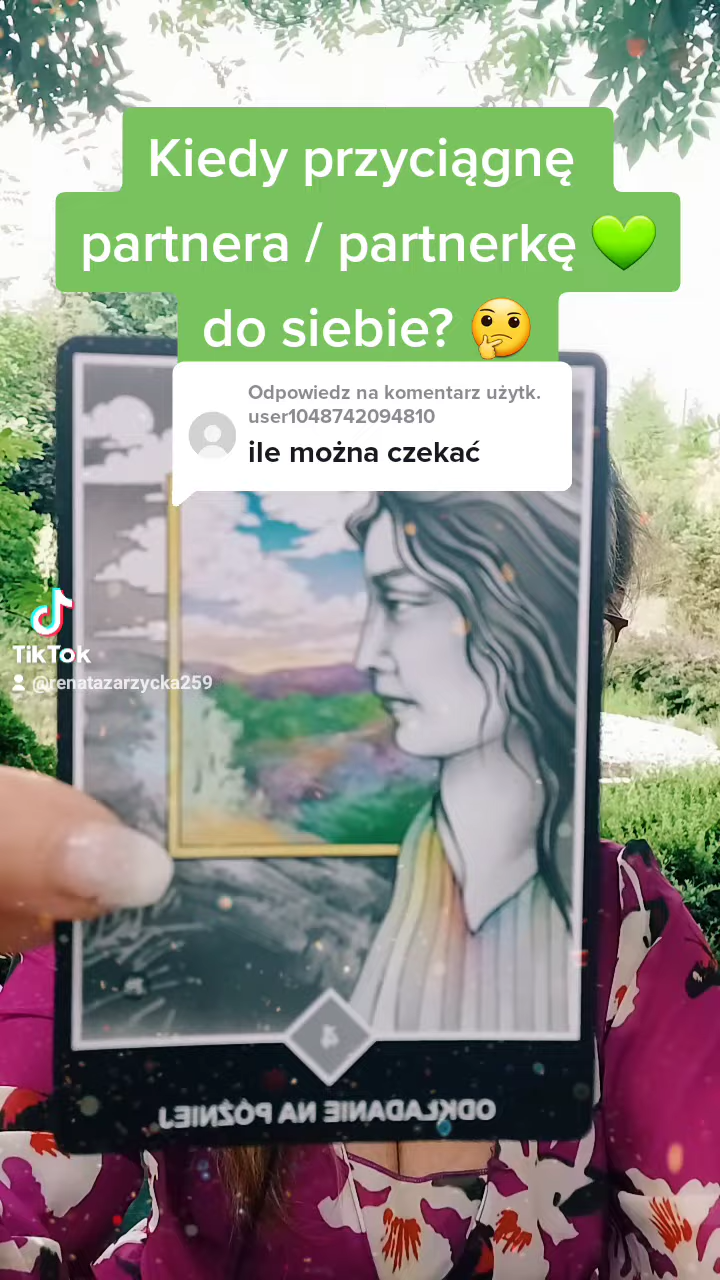 Kiedy przyciągnę
partnera / partnerkę 💚
do siebie? 🤔
Odpowiedz na komentarz użytk.
user1048742094810
ile można czekać
TikTok
@renatazarzycka259
4
ODKŁADANIE NA PÓŹNIEJ